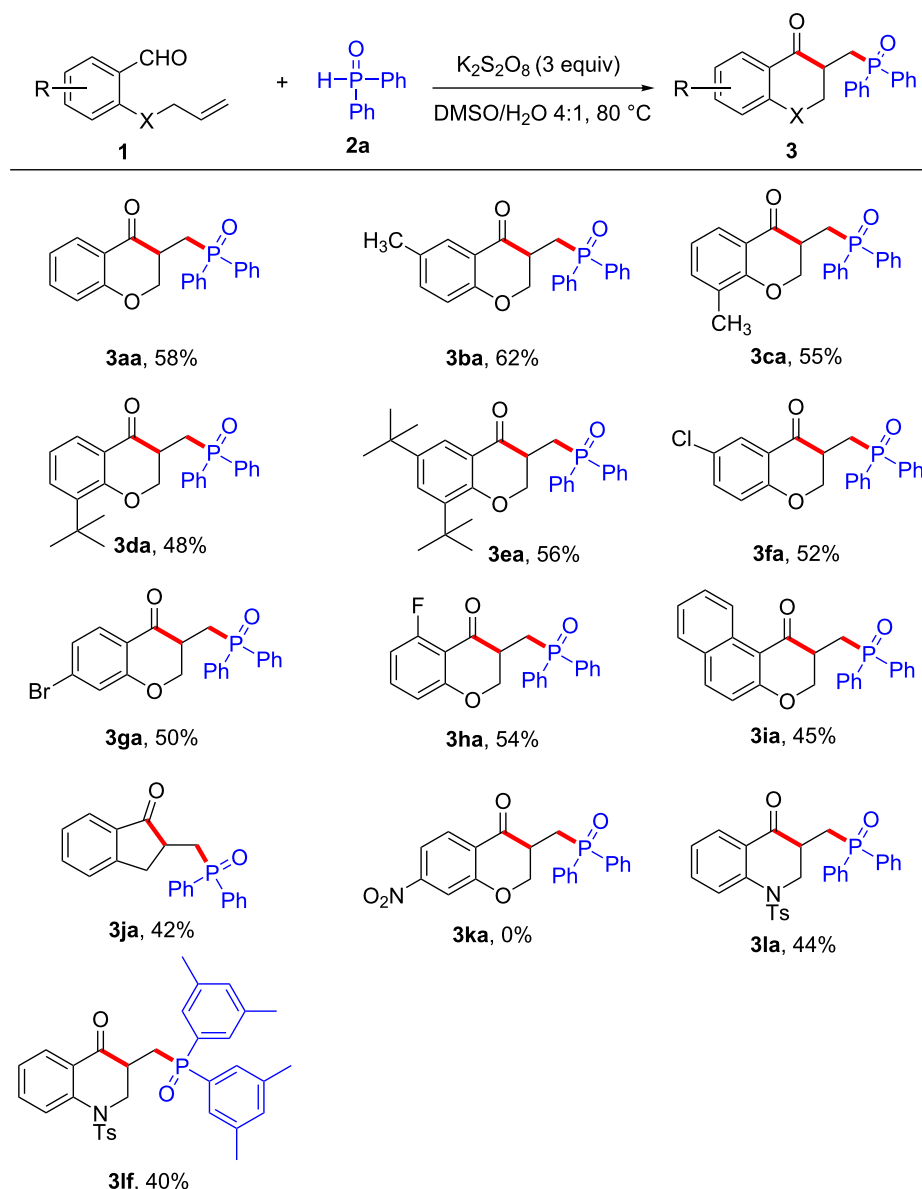 CHO
R
X
1
+
O
H P Ph
Ph
2a
K2S2O8 (3 equiv)
DMSO/H2O 4:1, 80 °C
O O
P Ph
Ph
R
X
3
O O
P
Ph Ph
O
3aa, 58%
O O
CH3
P
Ph Ph
O
3ba, 62%
O O
P
Ph Ph
O
CH3
3ca, 55%
O O
P
Ph Ph
O
3da, 48%
O O
P
Ph Ph
O
3ea, 56%
O O
Cl
P
Ph Ph
O
3fa, 52%
O O
P
Ph Ph
Br O
3ga, 50%
F O O
P
Ph Ph
O
3ha, 54%
O O
P
Ph Ph
O
3ia, 45%
O
O
P
Ph Ph
3ja, 42%
O O
P
Ph Ph
NO2 O
3ka, 0%
O O
P
Ph Ph
N
Ts
3la, 44%
O
P
O
N
Ts
3lf, 40%